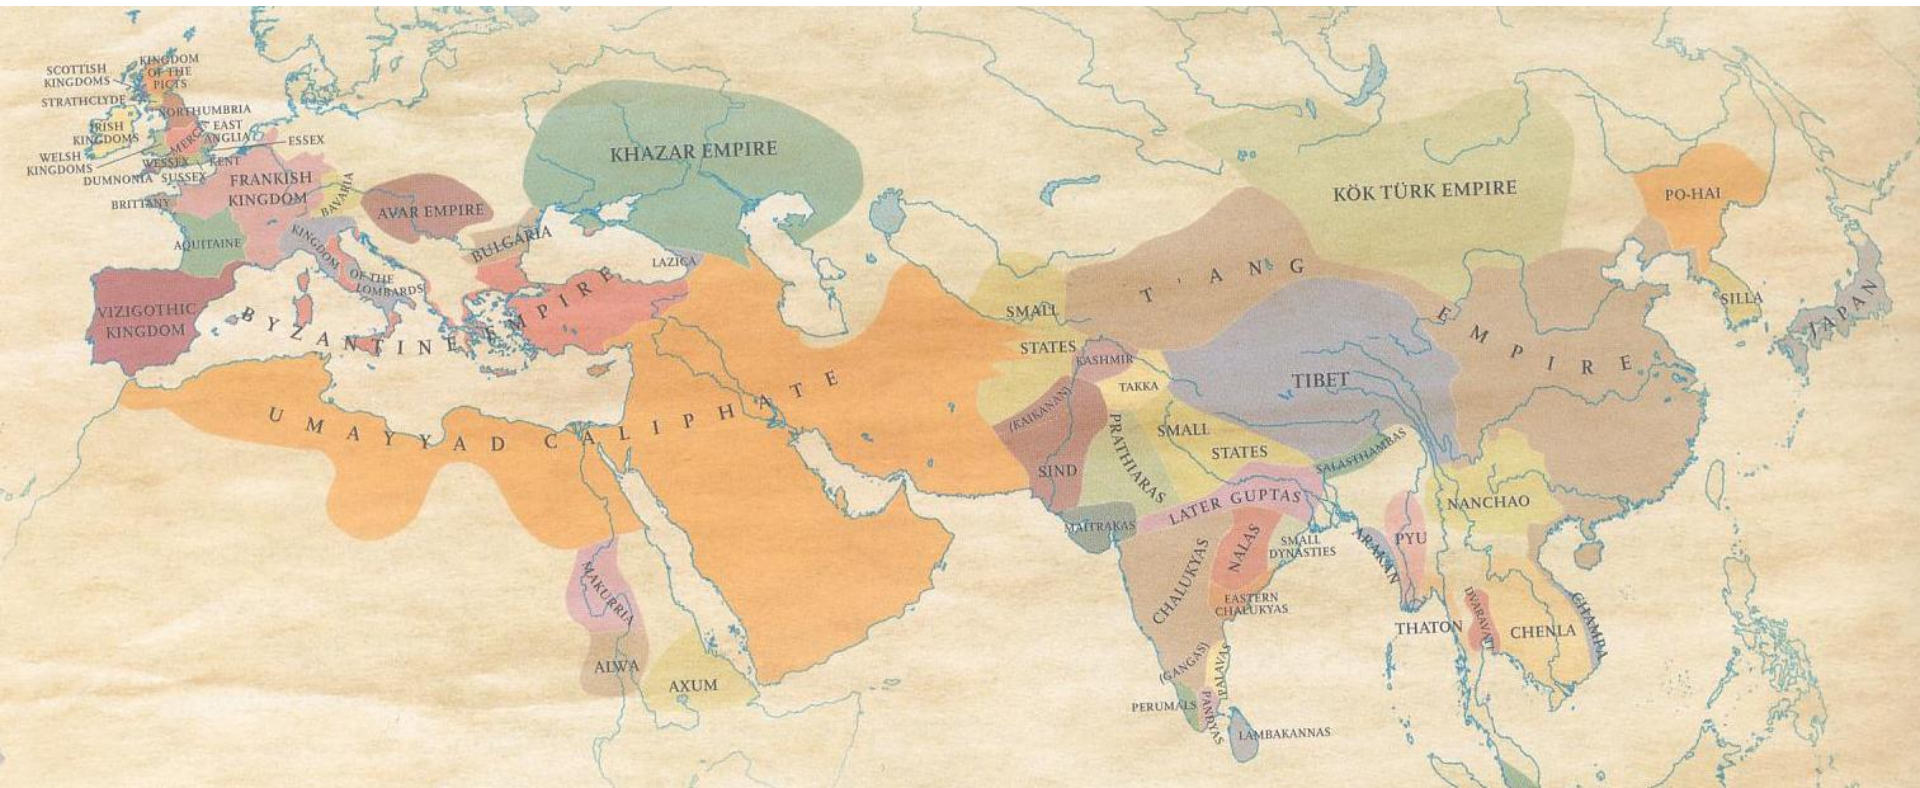 SCOTTISH
KINGDOMS
KINGDOM
OF THE
PICTS
STRATHCLYDE
NORTHUMBRIA
IRISH
KINGDOMS
MERCIA
EAST
ANGLIA
ESSEX
WELSH
KINGDOMS
WESSEX
KENT
DUMNONIA
SUSSEX
BRITTANY
FRANKISH
KINGDOM
BAVARIA
AQUITAINE
AVAR EMPIRE
BULGARIA
KINGDOM
OF THE
LOMBARDS
VIZIGOTHIC
KINGDOM
BYZANTINE EMPIRE
LAZICA
KHAZAR EMPIRE
UMAYYAD CALIPHATE
MAKURRIA
ALWA
AXUM
SMALL
STATES
KASHMIR
TAKKA
(KAIKANAN)
SIND
PRATHIARAS
SMALL
STATES
MAITRAKAS
LATER GUPTAS
SALASTHAMBAS
CHALUKYAS
NALAS
SMALL
DYNASTIES
EASTERN
CHALUKYAS
(GANGAS)
PALAVAS
PERUMALS
PANDYAS
LAMBAKANNAS
KÖK TÜRK EMPIRE
T'ANG
EMPIRE
TIBET
PO-HAI
SILLA
JAPAN
NANCHAO
ARAKAN
PYU
THATON
DVARAVATI
CHENLA
CHAMPA